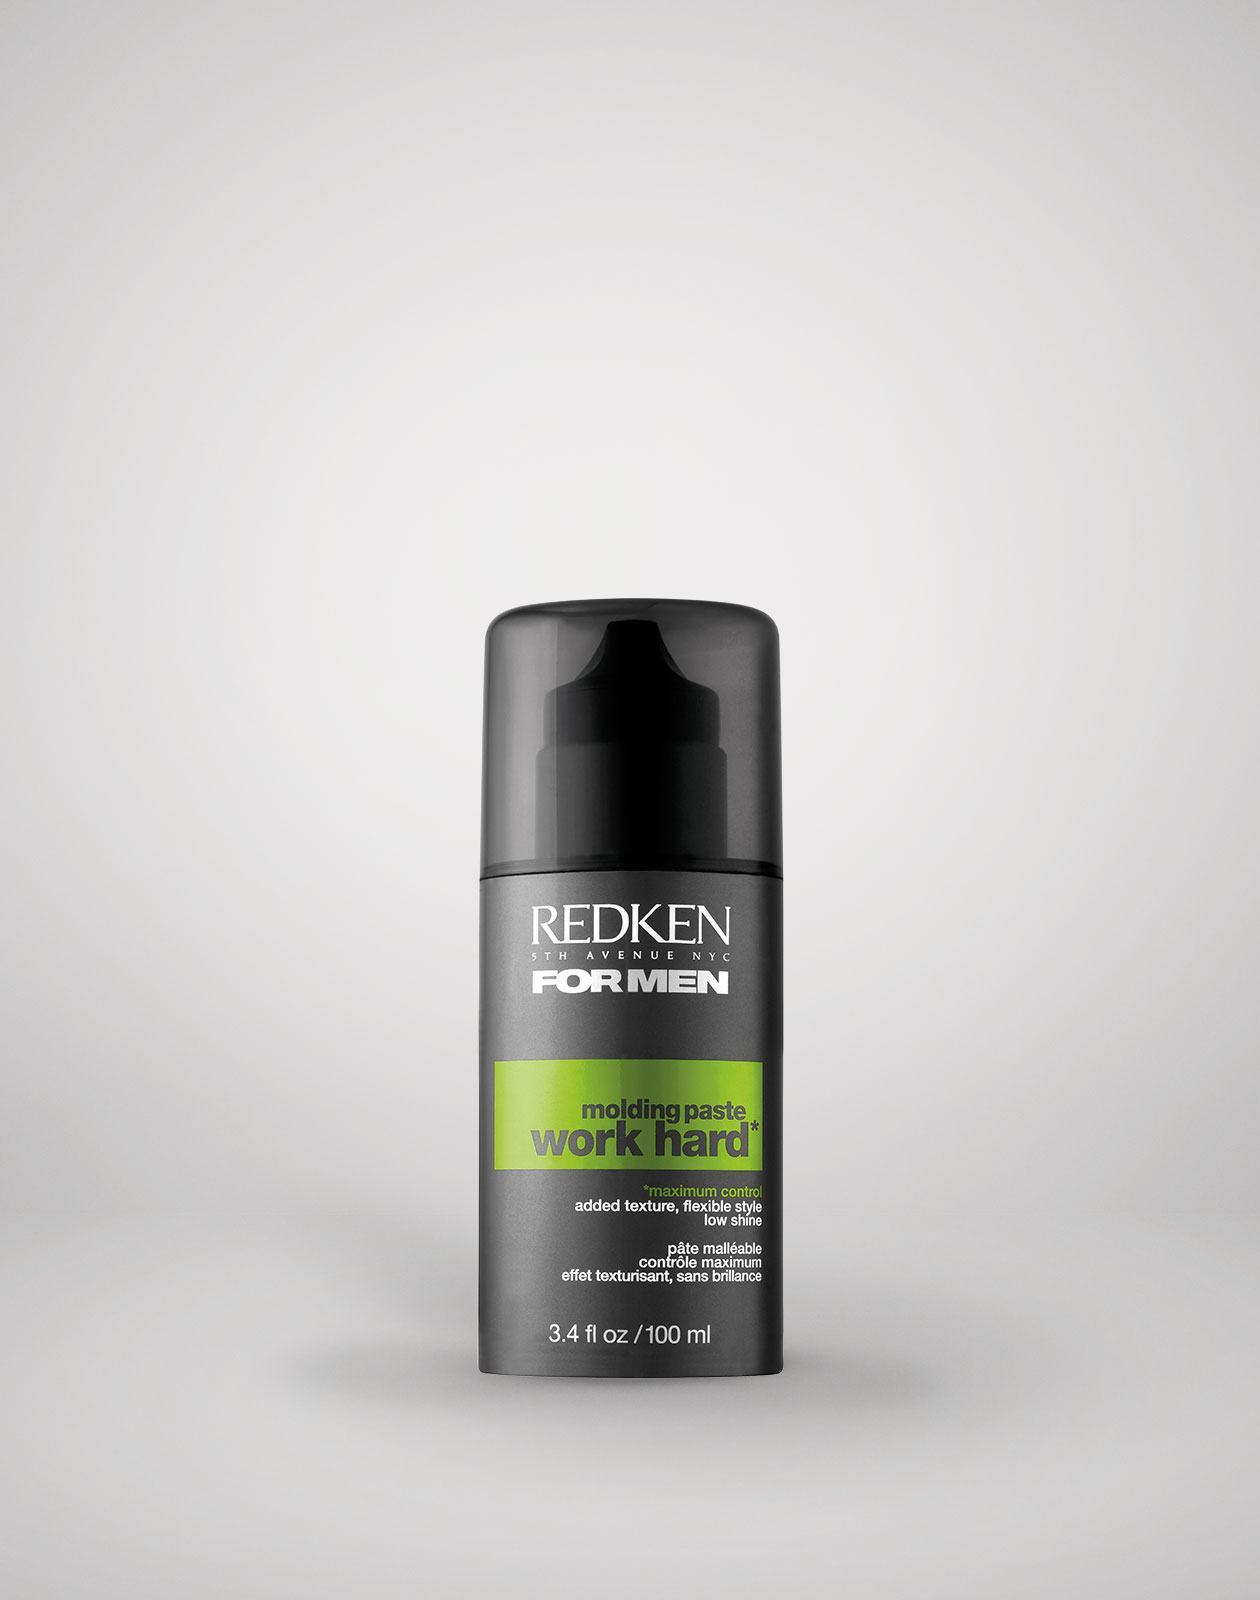 REDKEN
5TH AVENUE NYC
FOR MEN
molding paste
work hard*
*maximum control
added texture, flexible style
low shine
pâte malléable
contrôle maximum
effet texturisant, sans brillance
3.4 fl oz / 100 ml